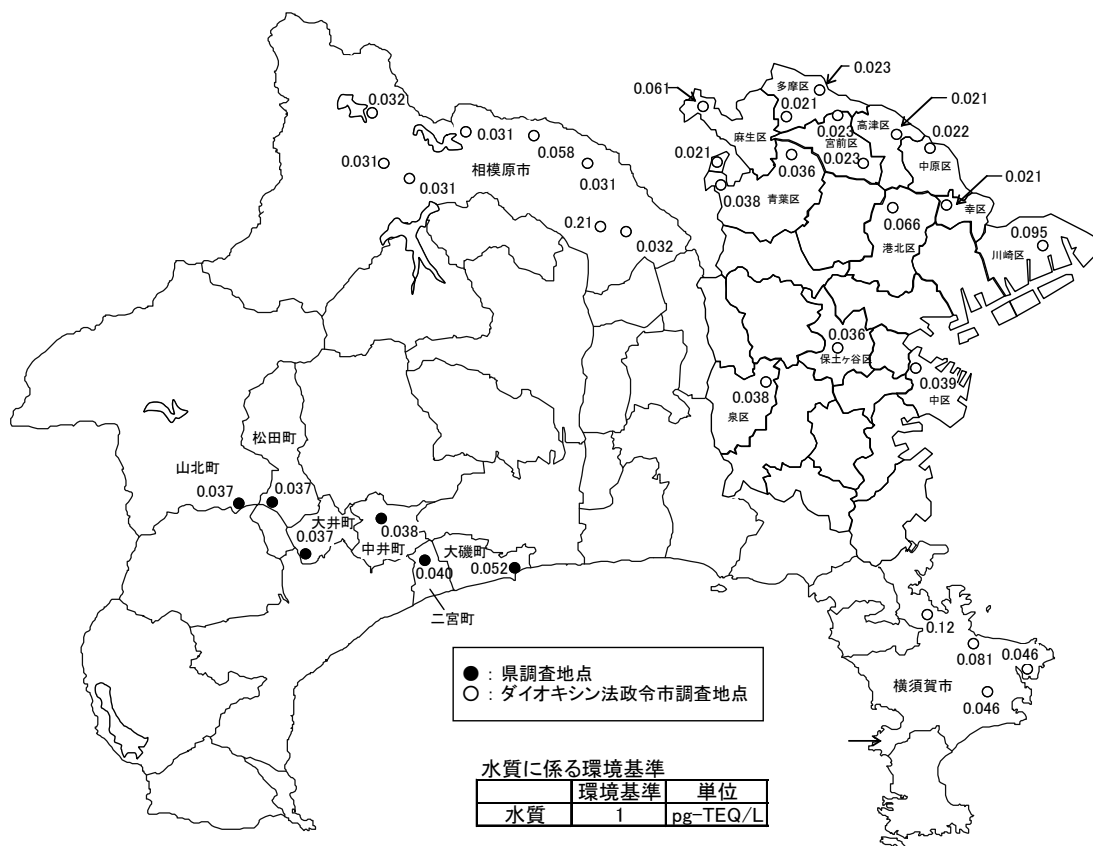 0.023
多摩区
0.061
0.021
0.021
高津区
麻生区
0.023
宮前区
0.022
0.032
0.031
0.058
0.031
相模原市
0.031
0.031
0.021
0.036
0.023
中原区
0.038
青葉区
0.021
幸区
0.066
港北区
0.095
川崎区
0.21
0.032
0.036
保土ヶ谷区
0.039
中区
0.038
泉区
松田町
山北町
0.037
0.037
大井町
0.037
0.038
中井町
大磯町
0.040
0.052
二宮町
● : 県調査地点
○ : ダイオキシン法政令市調査地点
0.12
0.081
0.046
横須賀市
0.046
水質に係る環境基準
環境基準 単位
水質 1 pg-TEQ/L